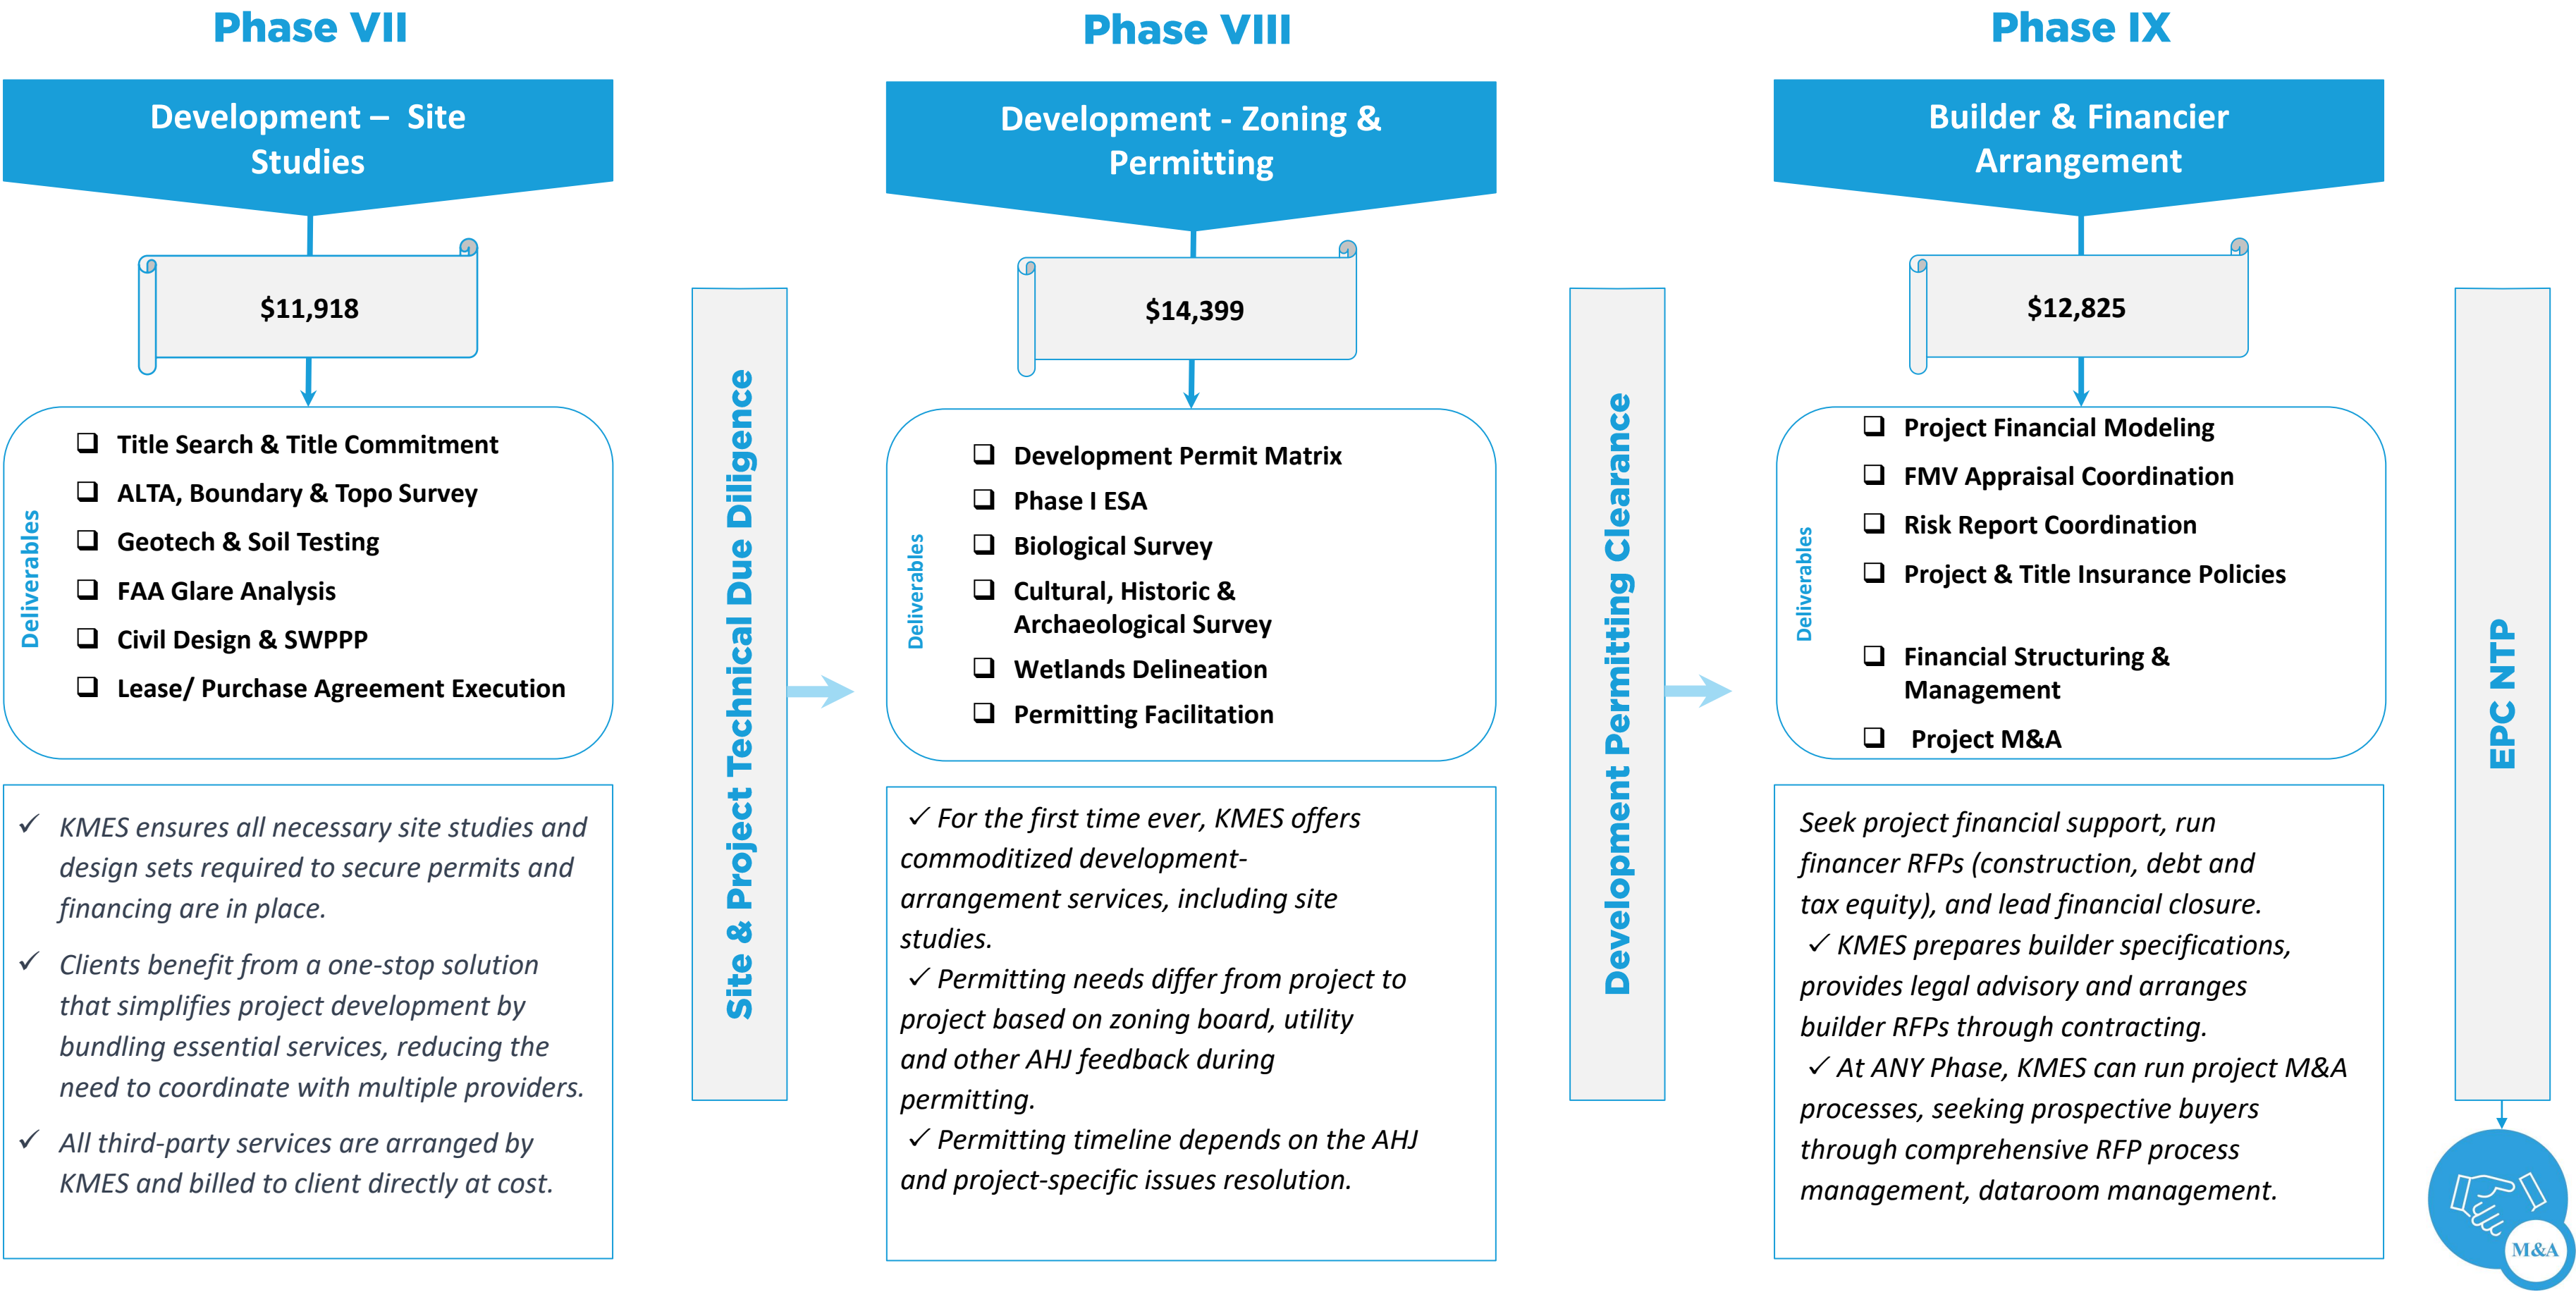 Phase VII
Development – Site
Studies
$11,918
Deliverables
Title Search & Title Commitment
ALTA, Boundary & Topo Survey
Geotech & Soil Testing
FAA Glare Analysis
Civil Design & SWPPP
Lease/ Purchase Agreement Execution
KMES ensures all necessary site studies and
design sets required to secure permits and
financing are in place.
Clients benefit from a one-stop solution
that simplifies project development by
bundling essential services, reducing the
need to coordinate with multiple providers.
All third-party services are arranged by
KMES and billed to client directly at cost.
Site & Project Technical Due Diligence
Phase VIII
Development - Zoning &
Permitting
$14,399
Deliverables
Development Permit Matrix
Phase I ESA
Biological Survey
Cultural, Historic &
Archaeological Survey
Wetlands Delineation
Permitting Facilitation
For the first time ever, KMES offers
commoditized development-
arrangement services, including site
studies.
Permitting needs differ from project to
project based on zoning board, utility
and other AHJ feedback during
permitting.
Permitting timeline depends on the AHJ
and project-specific issues resolution.
Development Permitting Clearance
Phase IX
Builder & Financier
Arrangement
$12,825
Deliverables
Project Financial Modeling
FMV Appraisal Coordination
Risk Report Coordination
Project & Title Insurance Policies
Financial Structuring &
Management
Project M&A
Seek project financial support, run
financer RFPs (construction, debt and
tax equity), and lead financial closure.
KMES prepares builder specifications,
provides legal advisory and arranges
builder RFPs through contracting.
At ANY Phase, KMES can run project M&A
processes, seeking prospective buyers
through comprehensive RFP process
management, dataroom management.
EPC NTP
M&A